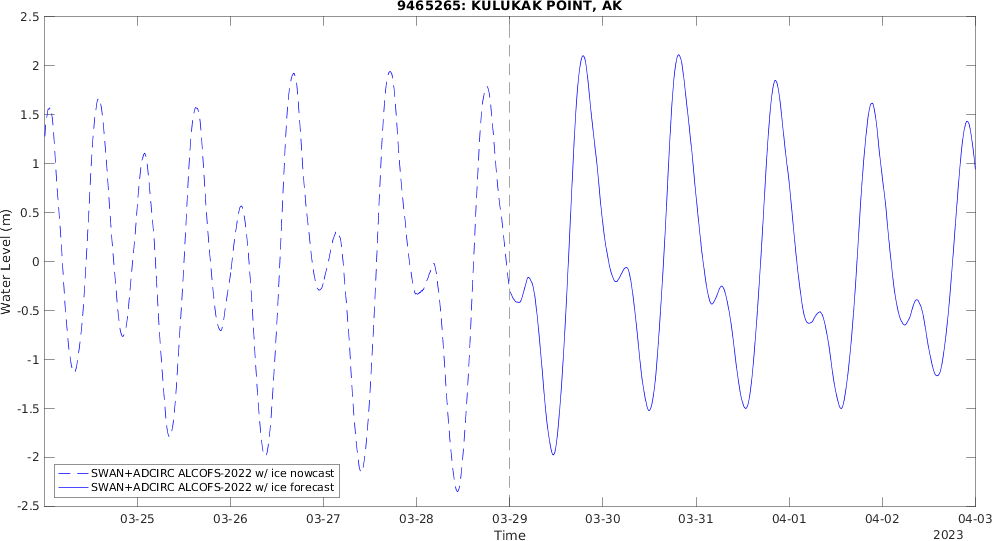 9465265: KULUKAK POINT, AK
2.5
2
1.5
1
0.5
0
-0.5
-1
-1.5
-2
-2.5
Water Level (m)
SWAN+ADCIRC ALCOFS-2022 w/ ice nowcast
SWAN+ADCIRC ALCOFS-2022 w/ ice forecast
03-25 03-26 03-27 03-28 03-29 03-30 03-31 04-01 04-02 04-03
Time
2023